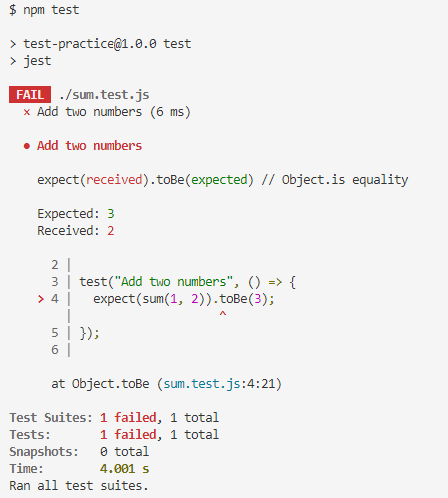 $ npm test
> test-practice@1.0.0 test
> jest
FAIL ./sum.test.js
× Add two numbers (6 ms)
● Add two numbers
expect(received).toBe(expected) // Object.is equality
Expected: 3
Received: 2
2 |
3 | test("Add two numbers", () => {
> 4 |   expect(sum(1, 2)).toBe(3);
|                     ^
5 | });
6 |
at Object.toBe (sum.test.js:4:21)
Test Suites: 1 failed, 1 total
Tests:       1 failed, 1 total
Snapshots:   0 total
Time:        4.001 s
Ran all test suites.